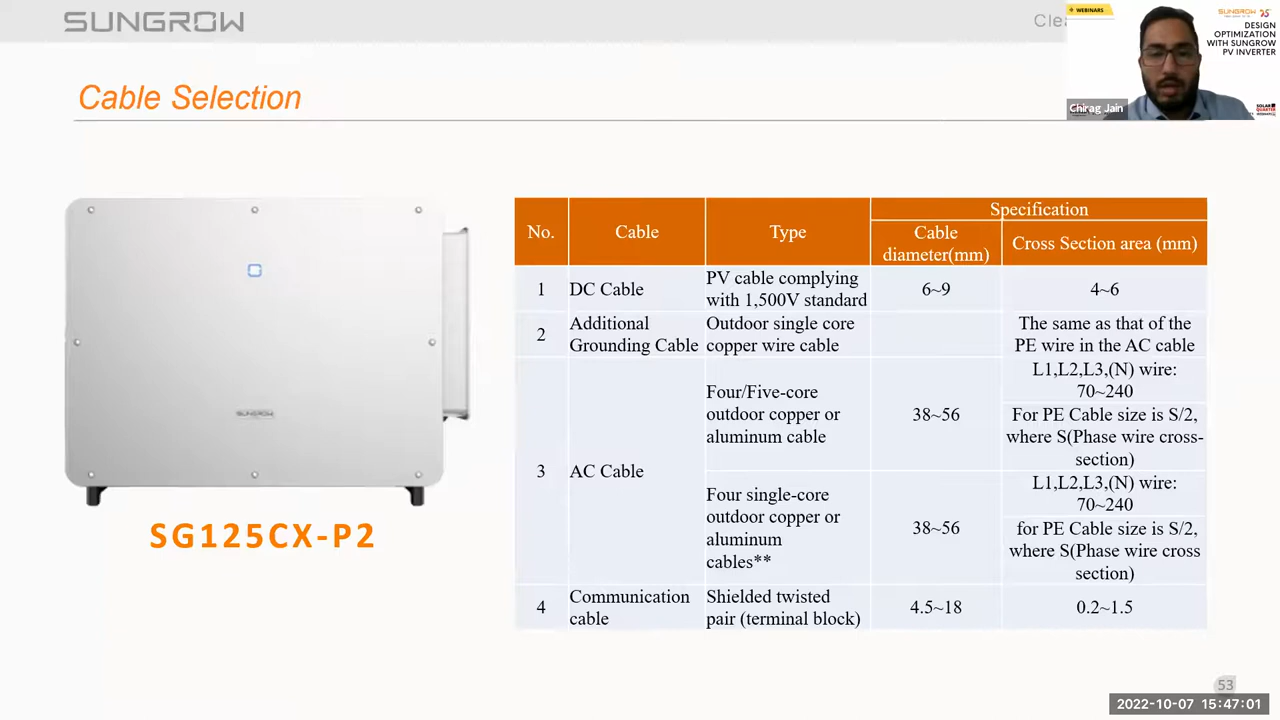 SUNGROW
WEBINARS
SUNGROW
DESIGN
OPTIMIZATION
WITH SUNGROW
PV INVERTER
Chirag Jain
Cable Selection
No.
Cable
Type
Specification
Cable
diameter(mm)
Cross Section area (mm)
1
DC Cable
PV cable complying
with 1,500V standard
6~9
4~6
2
Additional
Grounding Cable
Outdoor single core
copper wire cable
The same as that of the
PE wire in the AC cable
3
AC Cable
Four/Five-core
outdoor copper or
aluminum cable
38~56
L1,L2,L3,(N) wire:
70~240
For PE Cable size is S/2,
where S(Phase wire cross-
section)
Four single-core
outdoor copper or
aluminum
cables**
38~56
L1,L2,L3,(N) wire:
70~240
for PE Cable size is S/2,
where S(Phase wire cross
section)
4
Communication
cable
Shielded twisted
pair (terminal block)
4.5~18
0.2~1.5
SUNGROW
SG125CX-P2
53
2022-10-07 15:47:01